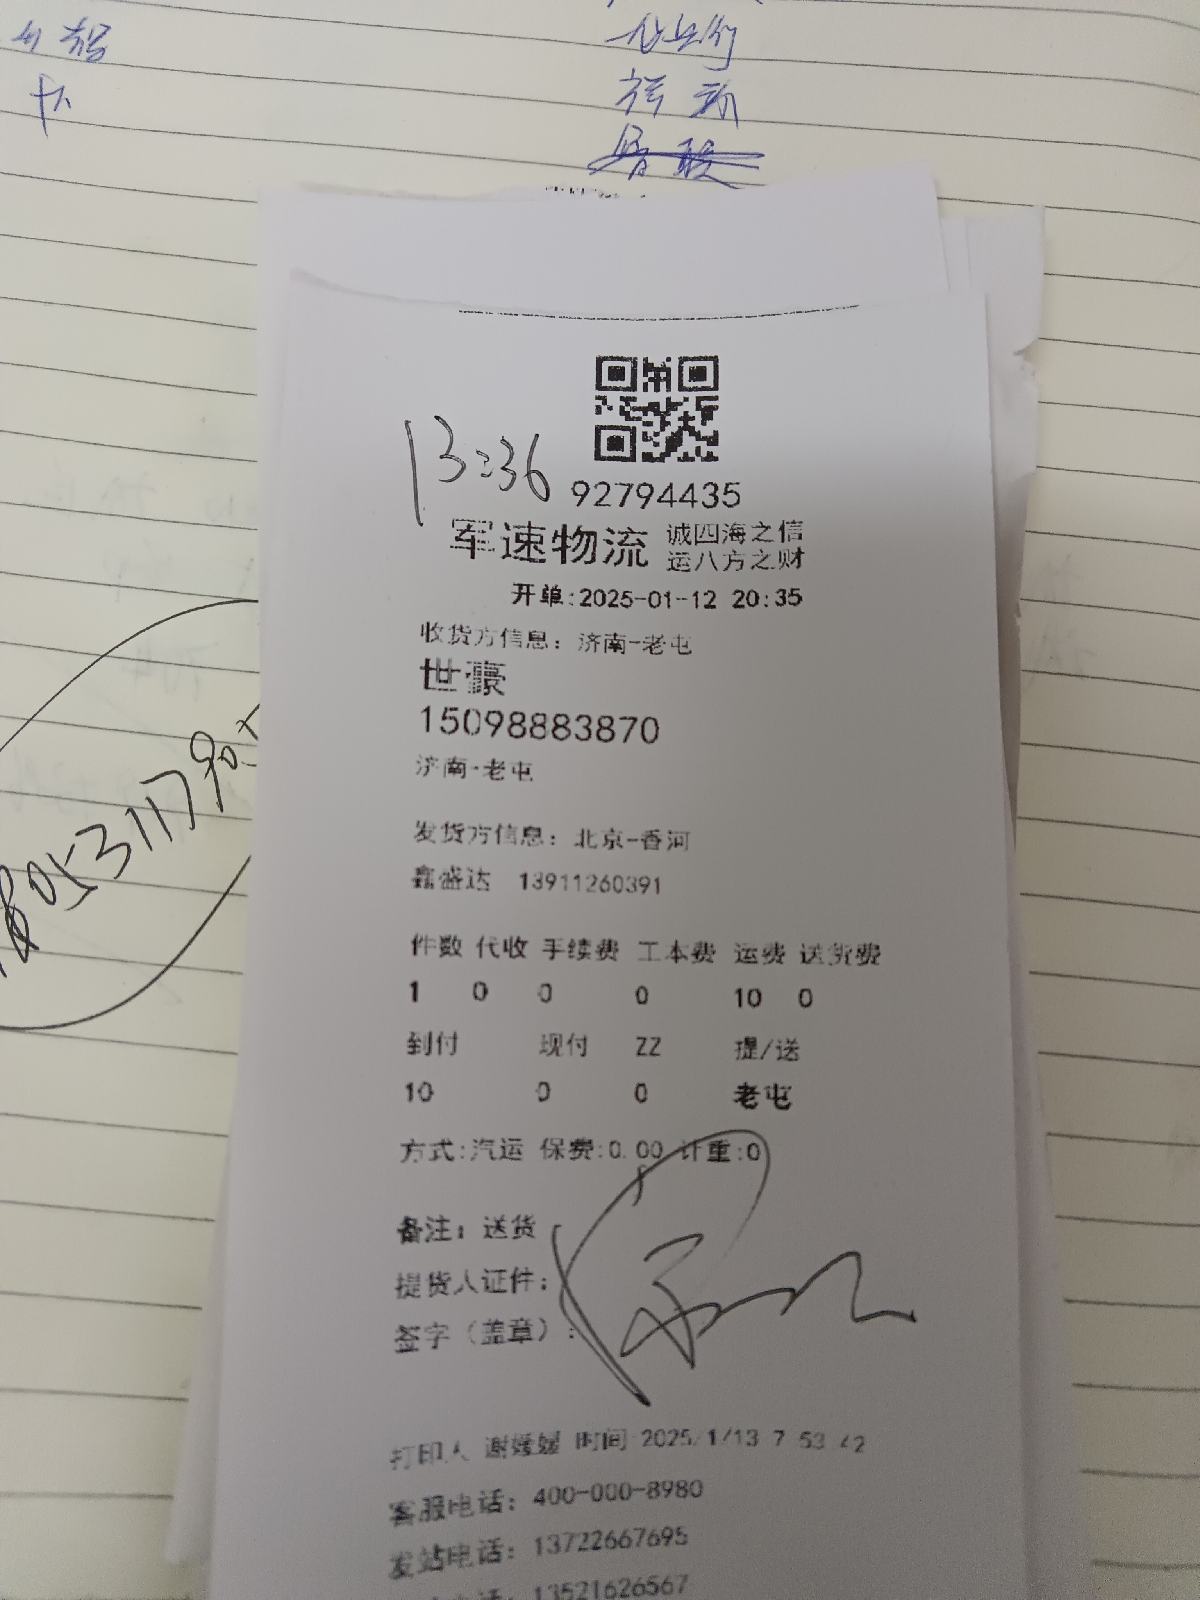 13:36
92794435
军速物流 诚四海之信
运八方之财
开单:2025-01-12 20:35
收货方信息: 济南-老屯
世豪
15098883870
济南-老屯
发货方信息: 北京-香河
鑫盛达 13911260391
件数 代收 手续费 工本费 运费 送货费
1 0 0 0 10 0
到付 现付 ZZ 提/送
10 0 0 老屯
方式:汽运 保费:0.00 计重:0
备注: 送货
提货人证件:
签字（盖章）:
打印人 谢媛媛 时间 2025/1/13 7 53 42
客服电话: 400-000-8980
发站电话: 13722667695
电话: 13521626567